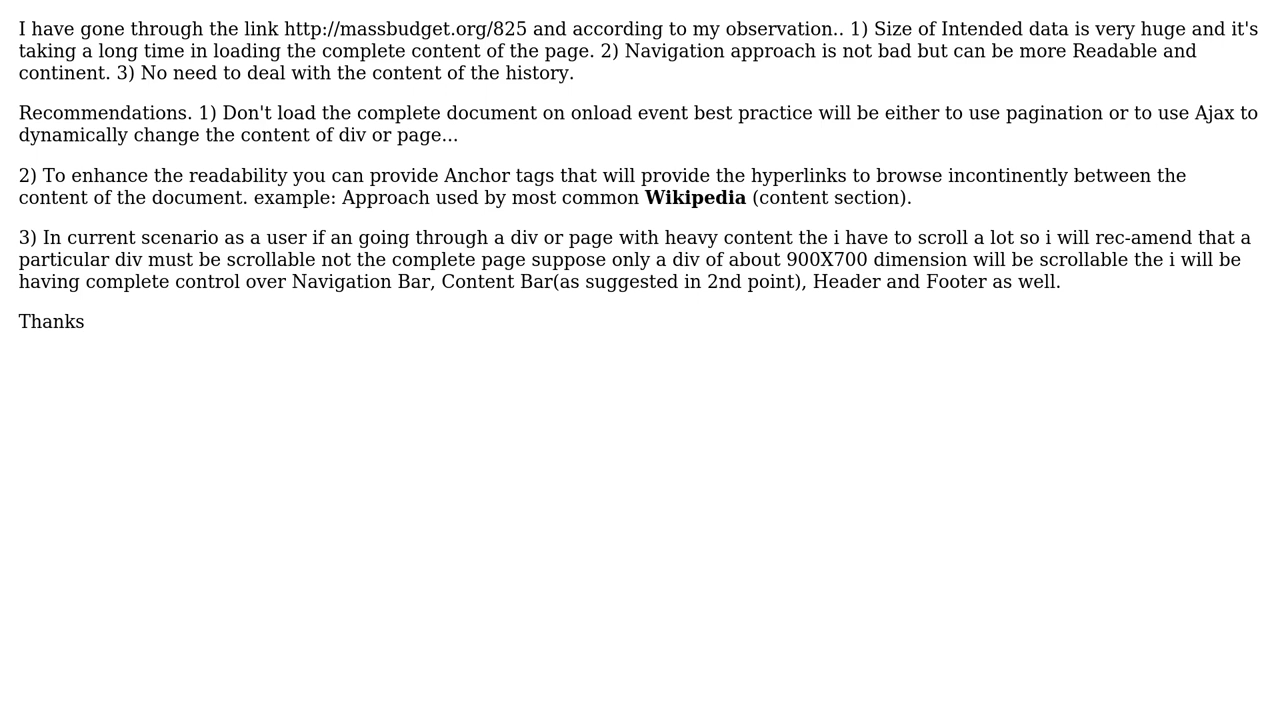 I have gone through the link http://massbudget.org/825 and according to my observation.. 1) Size of Intended data is very huge and it's
taking a long time in loading the complete content of the page. 2) Navigation approach is not bad but can be more Readable and
continent. 3) No need to deal with the content of the history.
Recommendations. 1) Don't load the complete document on onload event best practice will be either to use pagination or to use Ajax to
dynamically change the content of div or page...
2) To enhance the readability you can provide Anchor tags that will provide the hyperlinks to browse incontinently between the
content of the document. example: Approach used by most common Wikipedia (content section).
3) In current scenario as a user if an going through a div or page with heavy content the i have to scroll a lot so i will rec-amend that a
particular div must be scrollable not the complete page suppose only a div of about 900X700 dimension will be scrollable the i will be
having complete control over Navigation Bar, Content Bar(as suggested in 2nd point), Header and Footer as well.
Thanks